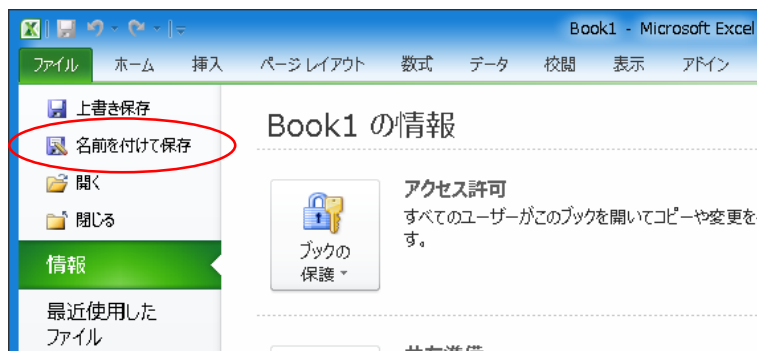 Book1 - Microsoft Excel
ファイル ホーム 挿入 ページ レイアウト 数式 データ 校閲 表示 アドイン
上書き保存
名前を付けて保存
開く
閉じる
情報
最近使用した
ファイル
Book1 の情報
ブックの
保護
アクセス許可
すべてのユーザーがこのブックを開いてコピーや変更を
す。